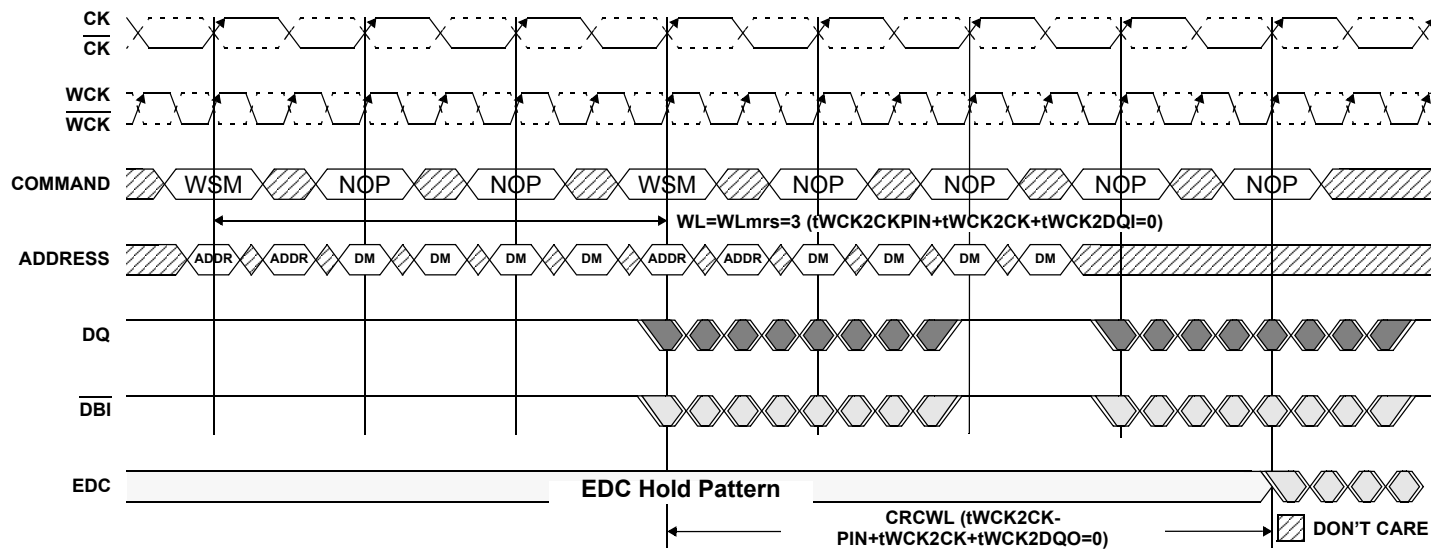 CK
CK
WCK
WCK
COMMAND WSM NOP NOP WSM NOP NOP NOP NOP
WL=WLmrs=3 (tWCK2CKPIN+tWCK2CK+tWCK2DQI=0)
ADDRESS ADDR ADDR DM DM DM DM ADDR ADDR DM DM DM DM
DQ
DBI
EDC EDC Hold Pattern
CRCWL (tWCK2CK-
PIN+tWCK2CK+tWCK2DQO=0)
DON'T CARE